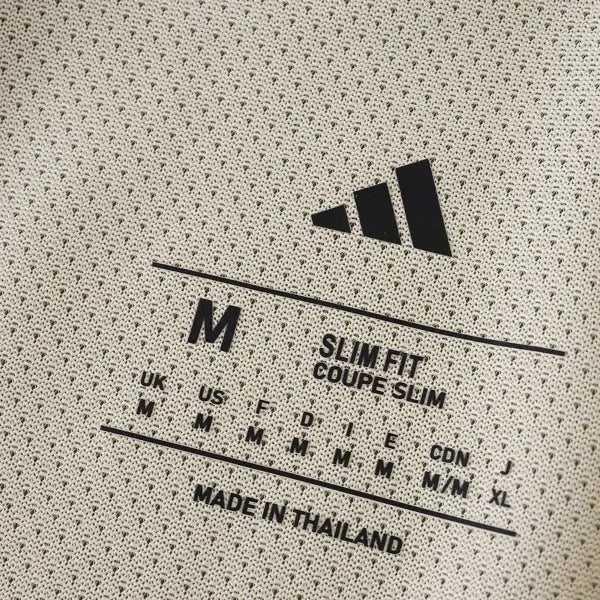 M
SLIM FIT
COUPE SLIM
UK US F D I E CDN J
M M M M M M M/M XL
MADE IN THAILAND